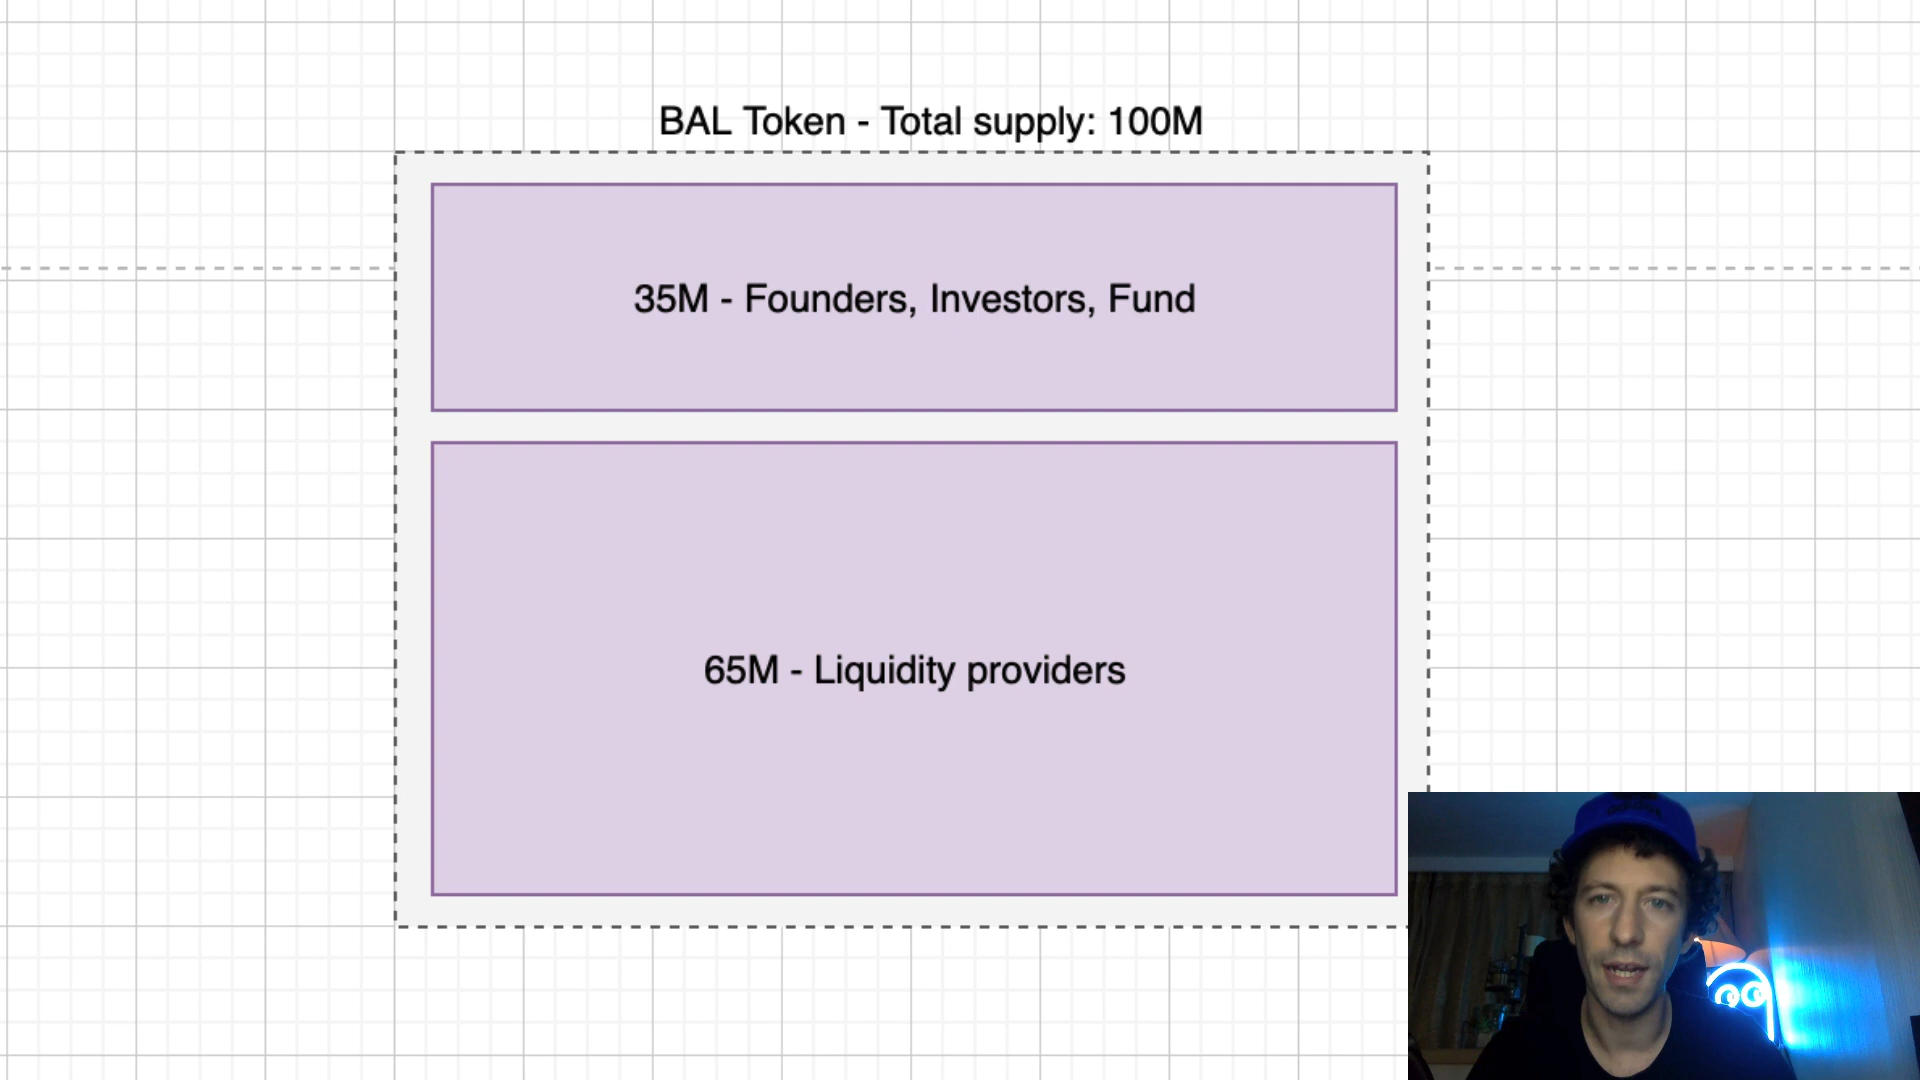 BAL Token - Total supply: 100M
35M - Founders, Investors, Fund
65M - Liquidity providers